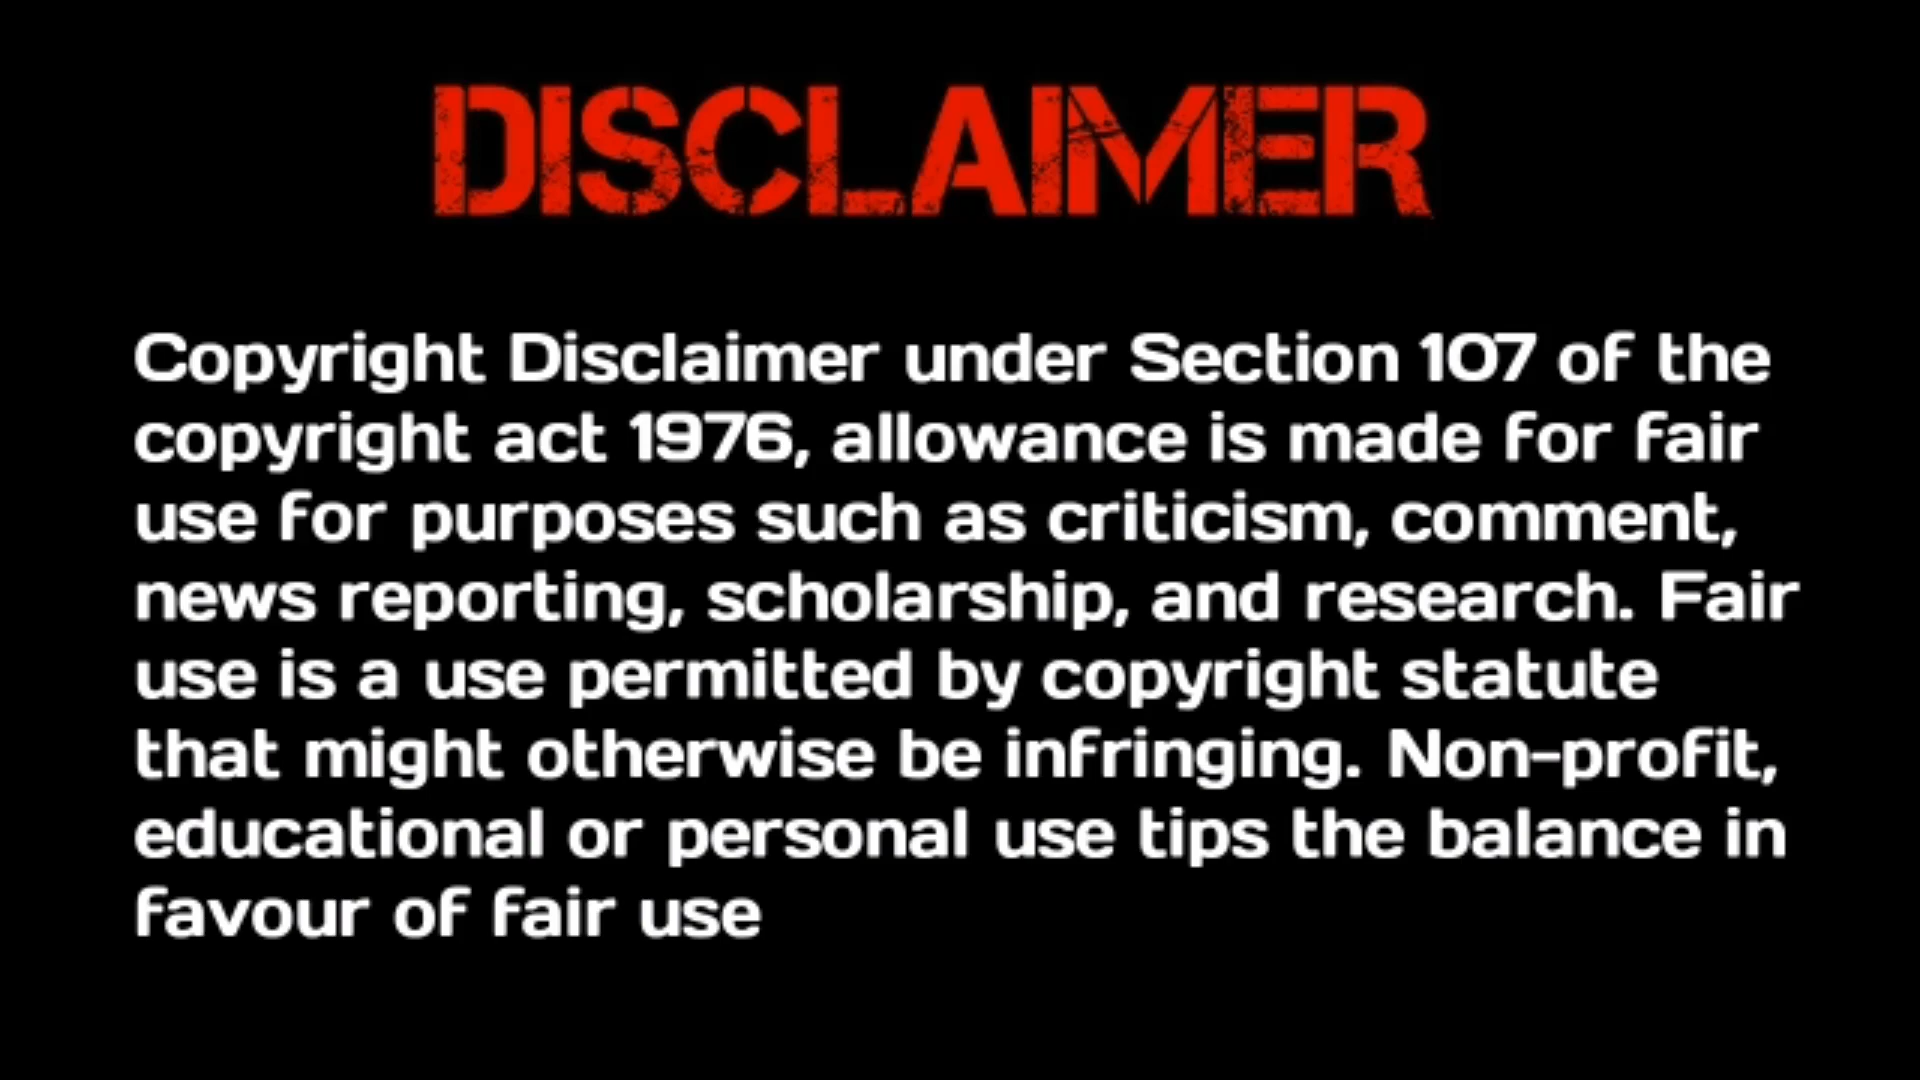 DISCLAIMER
Copyright Disclaimer under Section 107 of the
copyright act 1976, allowance is made for fair
use for purposes such as criticism, comment,
news reporting, scholarship, and research. Fair
use is a use permitted by copyright statute
that might otherwise be infringing. Non-profit,
educational or personal use tips the balance in
favour of fair use